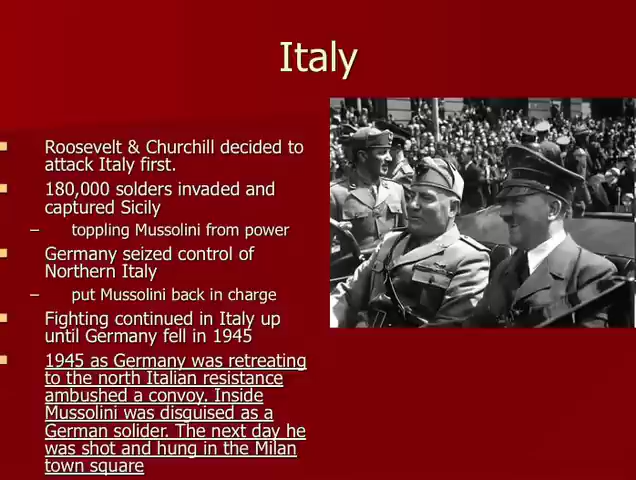 Italy
Roosevelt & Churchill decided to
attack Italy first.
180,000 solders invaded and
captured Sicily
– toppling Mussolini from power
Germany seized control of
Northern Italy
– put Mussolini back in charge
Fighting continued in Italy up
until Germany fell in 1945
1945 as Germany was retreating
to the north Italian resistance
ambushed a convoy. Inside
Mussolini was disguised as a
German solider. The next day he
was shot and hung in the Milan
town square